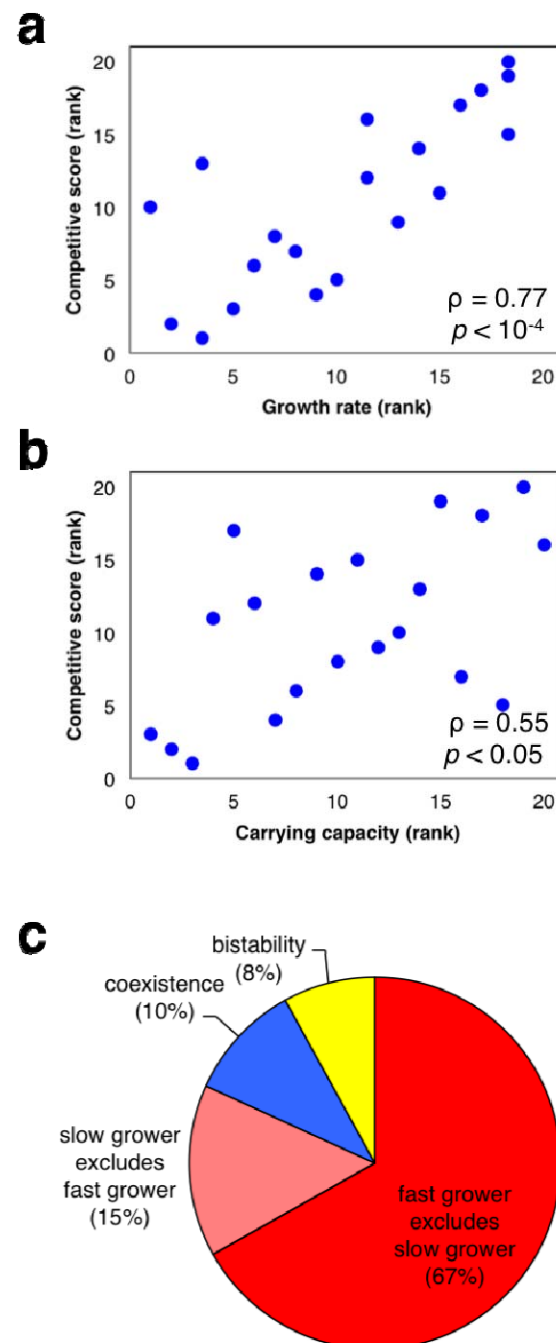 a
Competitive score (rank)
20
15
10
5
0
0 5 10 15 20
Growth rate (rank)
ρ = 0.77
p < 10⁻⁴
b
Competitive score (rank)
20
15
10
5
0
0 5 10 15 20
Carrying capacity (rank)
ρ = 0.55
p < 0.05
c
bistability
(8%)
coexistence
(10%)
slow grower
excludes
fast grower
(15%)
fast grower
excludes
slow grower
(67%)